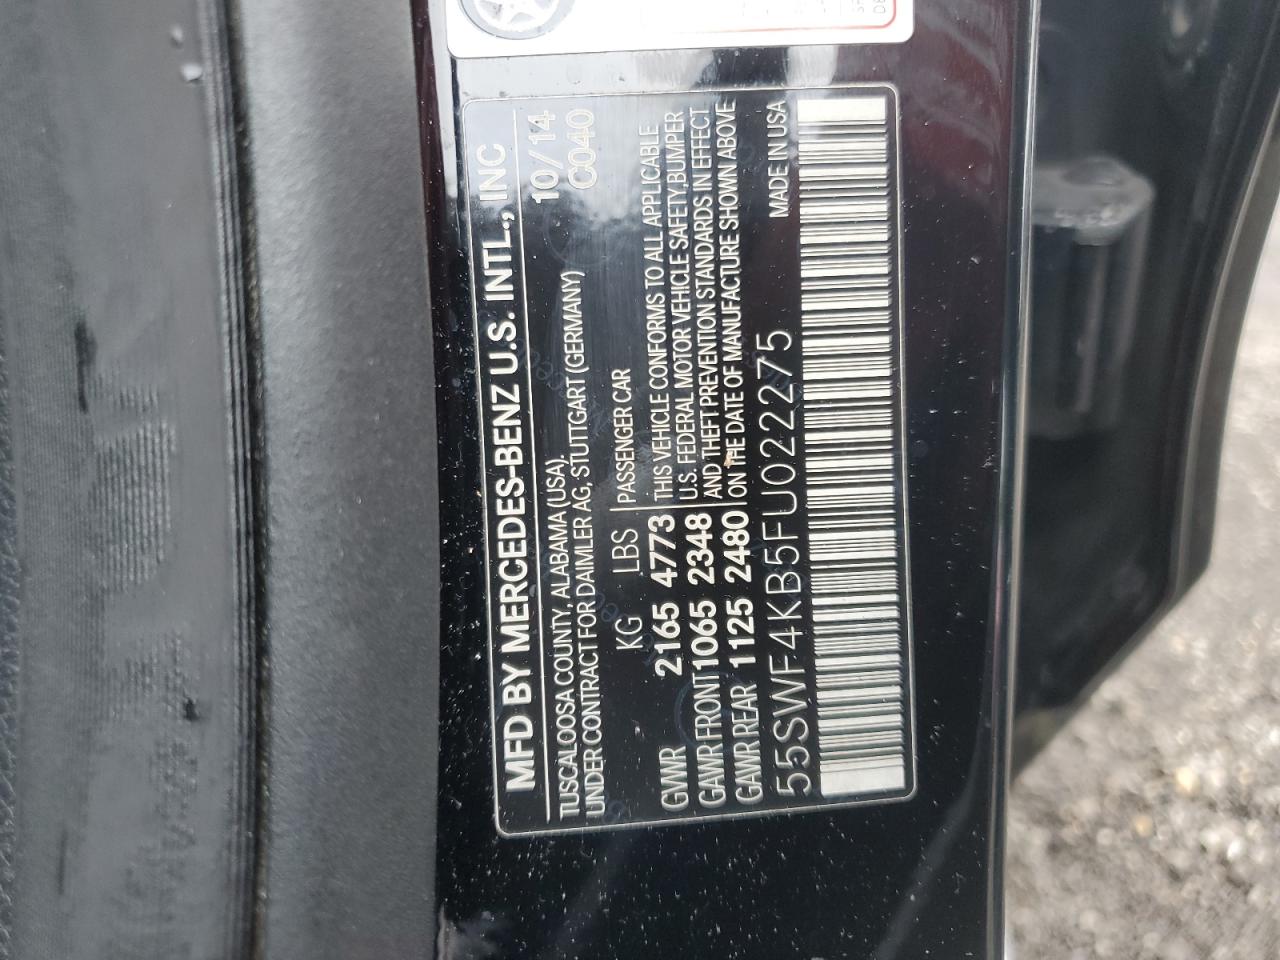 MFD BY MERCEDES-BENZ U.S. INTL., INC
TUSCALOOSA COUNTY, ALABAMA (USA), 10/14
UNDER CONTRACT FOR DAIMLER AG, STUTTGART (GERMANY) C040
KG LBS PASSENGER CAR
GVWR 2165 4773 THIS VEHICLE CONFORMS TO ALL APPLICABLE
GAWR FRONT 1065 2348 U.S. FEDERAL MOTOR VEHICLE SAFETY, BUMPER
AND THEFT PREVENTION STANDARDS IN EFFECT
GAWR REAR 1125 2480 ON THE DATE OF MANUFACTURE SHOWN ABOVE
55SWF4KB5FU022275 MADE IN USA